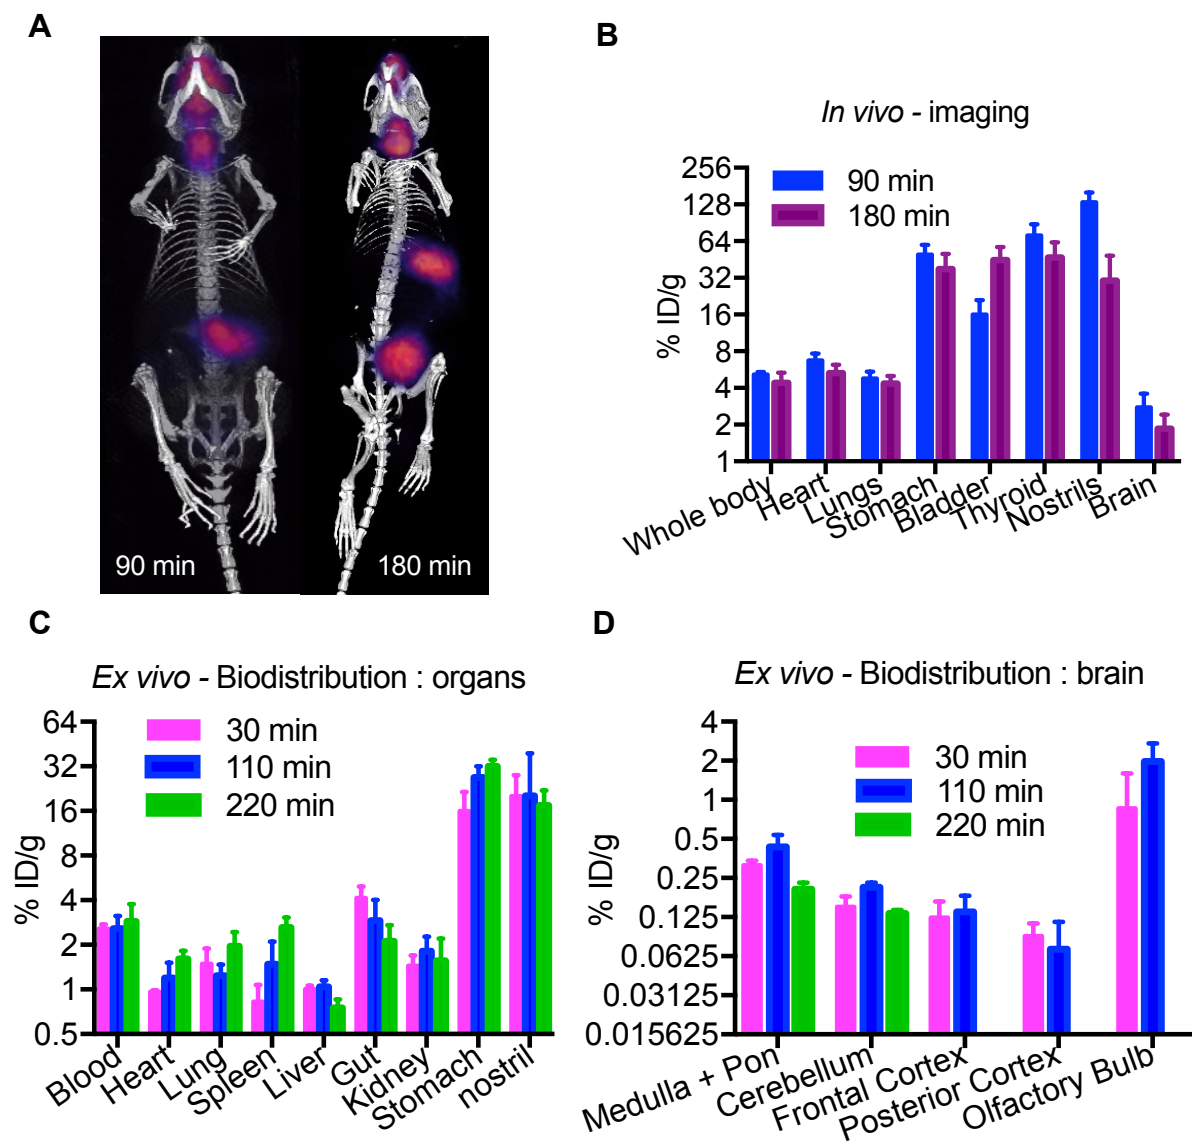 A
90 min
180 min
B
In vivo - imaging
% ID/g
256
128
64
32
16
8
4
2
1
90 min
180 min
Whole body
Heart
Lungs
Stomach
Bladder
Thyroid
Nostrils
Brain
C
Ex vivo - Biodistribution : organs
% ID/g
64
32
16
8
4
2
1
0.5
30 min
110 min
220 min
Blood
Heart
Lung
Spleen
Liver
Gut
Kidney
Stomach
nostril
D
Ex vivo - Biodistribution : brain
% ID/g
4
2
1
0.5
0.25
0.125
0.0625
0.03125
0.015625
30 min
110 min
220 min
Medulla + Pon
Cerebellum
Frontal Cortex
Posterior Cortex
Olfactory Bulb